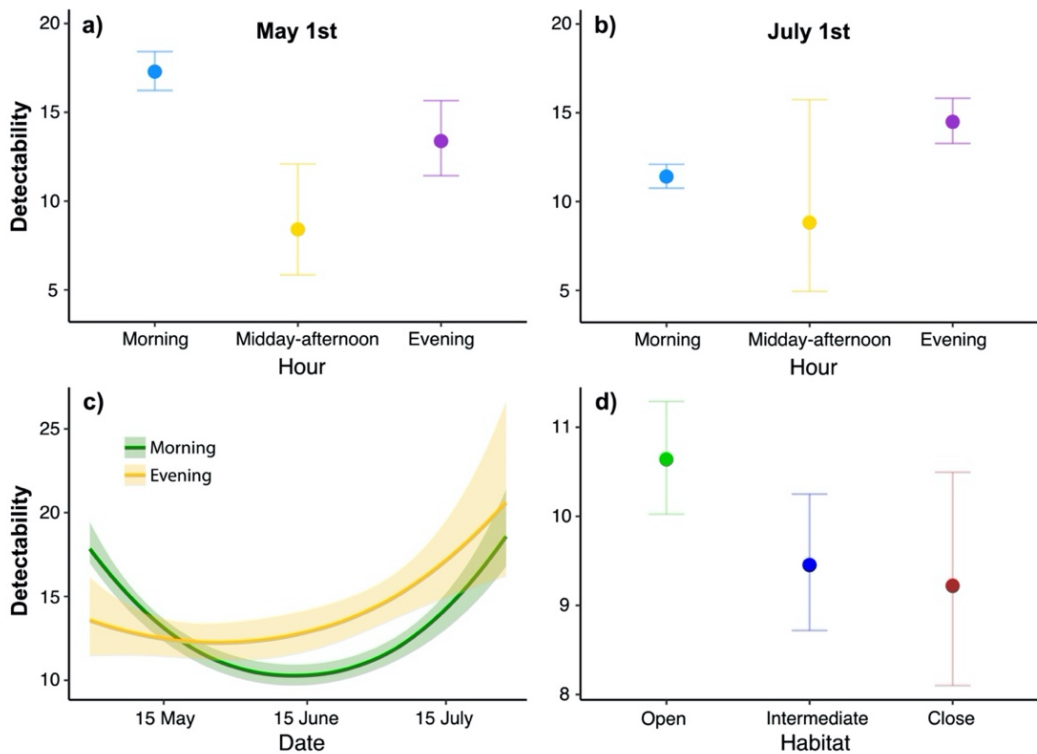 a) May 1st
20
15
10
5
Detectability
Morning Midday-afternoon Evening
Hour
b) July 1st
20
15
10
5
Morning Midday-afternoon Evening
Hour
c)
Morning
Evening
25
20
15
10
Detectability
15 May 15 June 15 July
Date
d)
11
10
9
8
Open Intermediate Close
Habitat